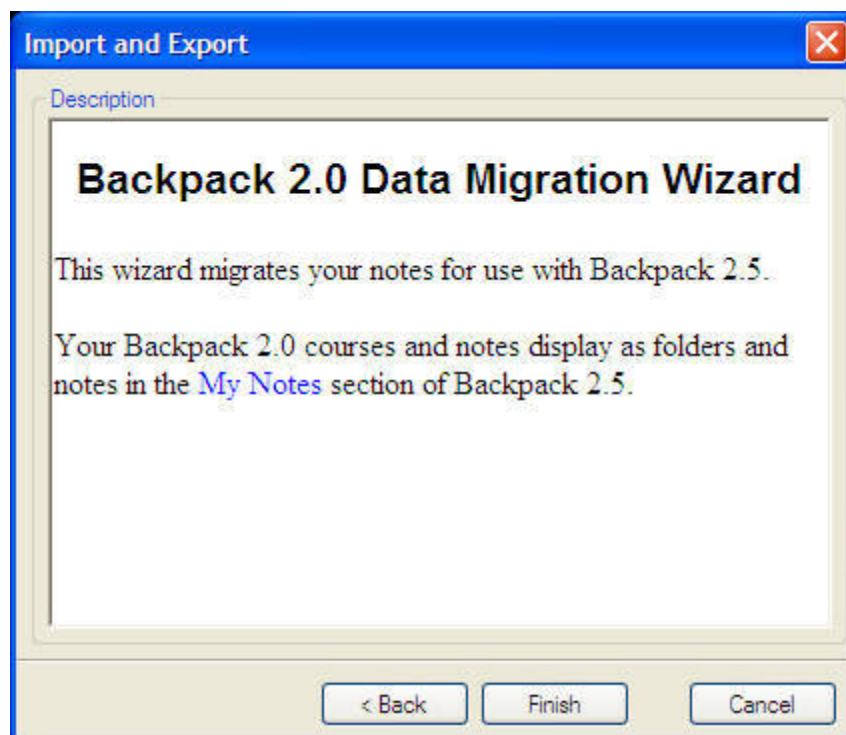 Import and Export
Description
Backpack 2.0 Data Migration Wizard
This wizard migrates your notes for use with Backpack 2.5.
Your Backpack 2.0 courses and notes display as folders and
notes in the My Notes section of Backpack 2.5.
< Back Finish Cancel